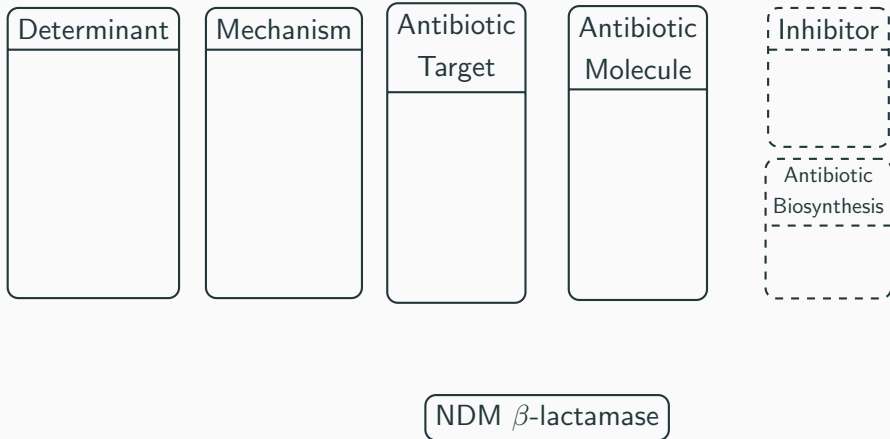 Determinant
Mechanism
Antibiotic
Target
Antibiotic
Molecule
Inhibitor
Antibiotic
Biosynthesis
NDM β-lactamase